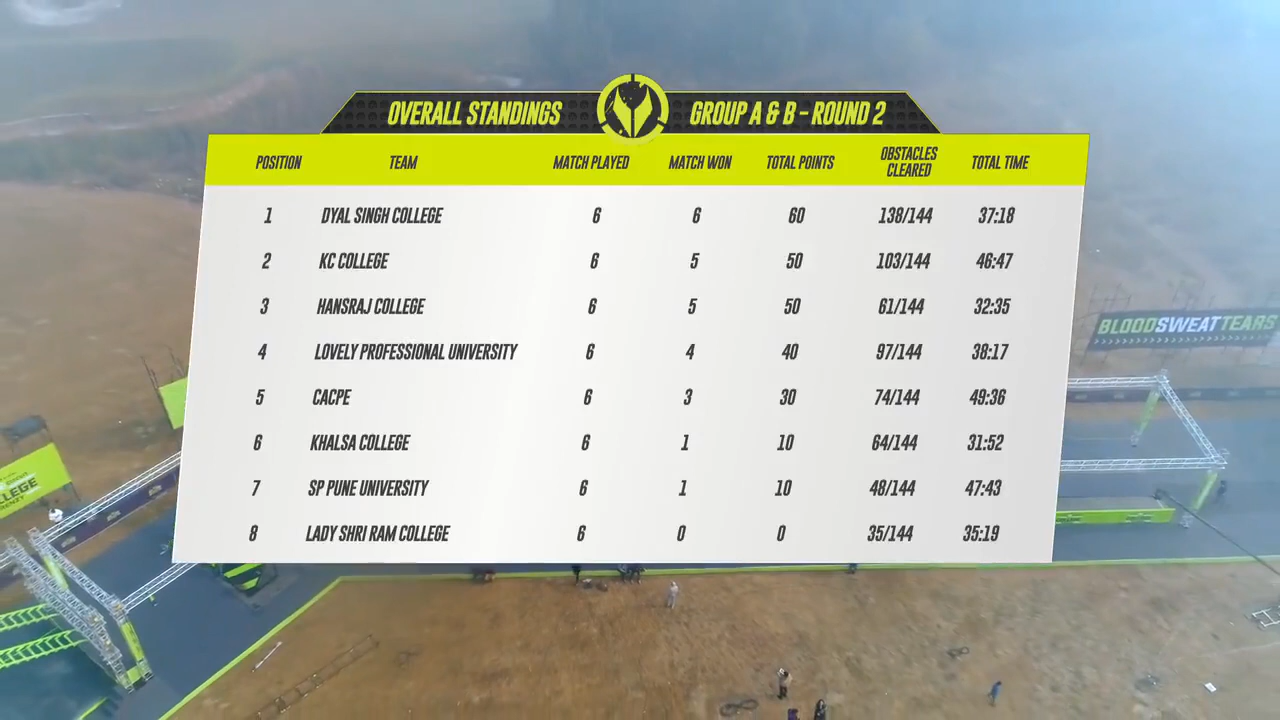 OVERALL STANDINGS GROUP A & B - ROUND 2
POSITION TEAM MATCH PLAYED MATCH WON TOTAL POINTS OBSTACLES CLEARED TOTAL TIME
1 DYAL SINGH COLLEGE 6 6 60 138/144 37:18
2 KC COLLEGE 6 5 50 103/144 46:47
3 HANSRAJ COLLEGE 6 5 50 61/144 32:35
4 LOVELY PROFESSIONAL UNIVERSITY 6 4 40 97/144 38:17
5 CACPE 6 3 30 74/144 49:36
6 KHALSA COLLEGE 6 1 10 64/144 31:52
7 SP PUNE UNIVERSITY 6 1 10 48/144 47:43
8 LADY SHRI RAM COLLEGE 6 0 0 35/144 35:19
BLOODSWEATTEARS